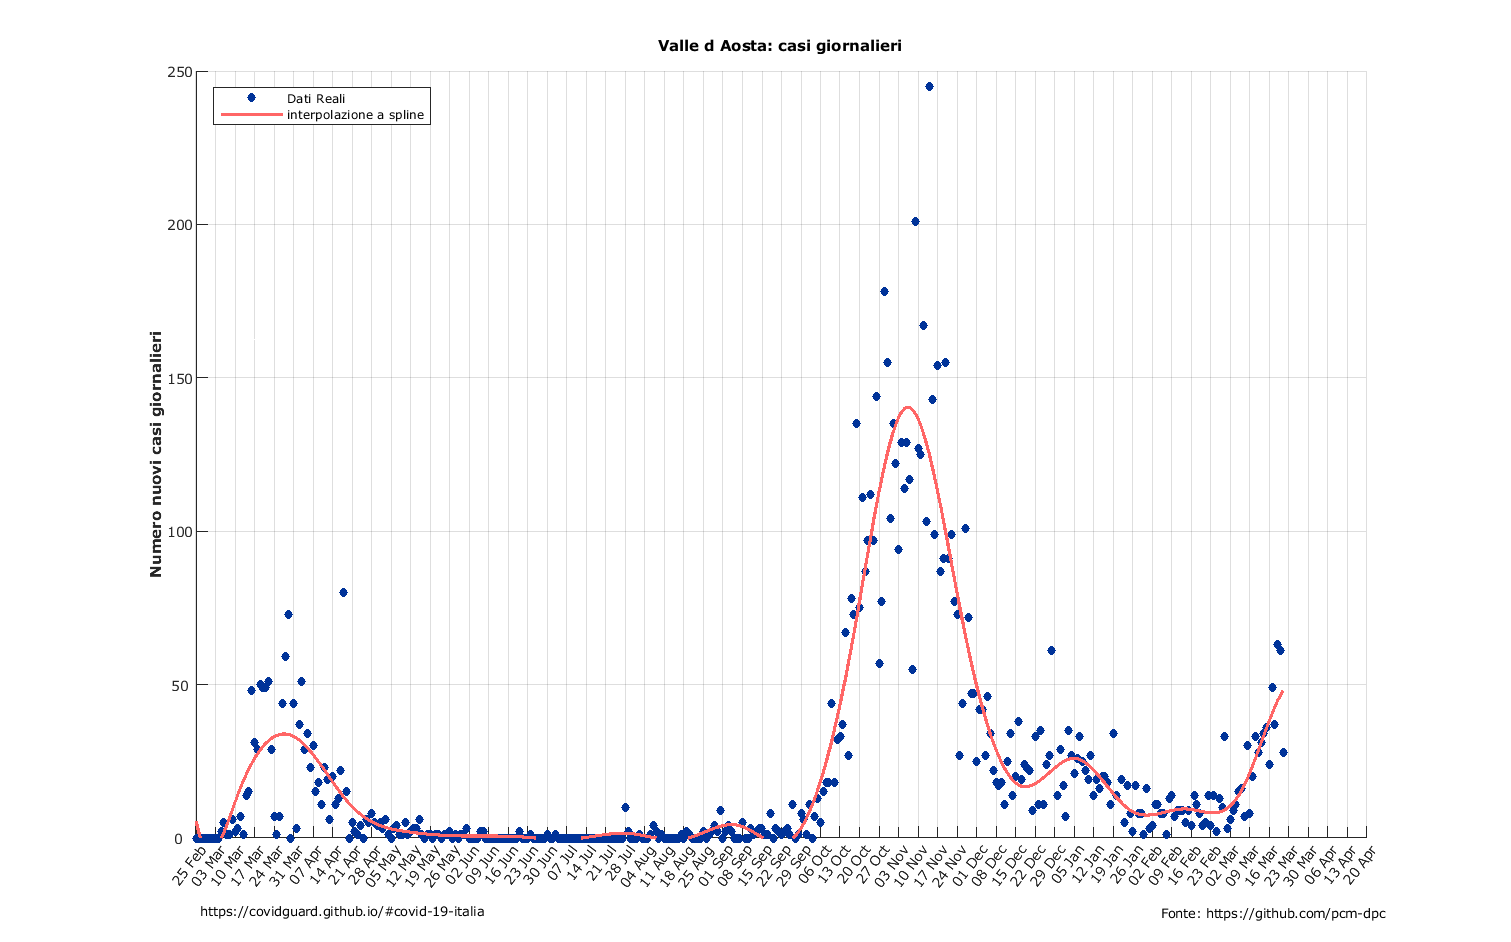 Valle d Aosta: casi giornalieri
250
200
150
100
50
0
Dati Reali
interpolazione a spline
Numero nuovi casi giornalieri
25 Feb
03 Mar
10 Mar
17 Mar
24 Mar
31 Mar
07 Apr
14 Apr
21 Apr
28 Apr
05 May
12 May
19 May
26 May
02 Jun
09 Jun
16 Jun
23 Jun
30 Jun
07 Jul
14 Jul
21 Jul
28 Jul
04 Aug
11 Aug
18 Aug
25 Aug
01 Sep
08 Sep
15 Sep
22 Sep
29 Sep
06 Oct
13 Oct
20 Oct
27 Oct
03 Nov
10 Nov
17 Nov
24 Nov
01 Dec
08 Dec
15 Dec
22 Dec
29 Dec
05 Jan
12 Jan
19 Jan
26 Jan
02 Feb
09 Feb
16 Feb
23 Feb
02 Mar
09 Mar
16 Mar
23 Mar
30 Mar
06 Apr
13 Apr
20 Apr
https://covidguard.github.io/#covid-19-italia
Fonte: https://github.com/pcm-dpc